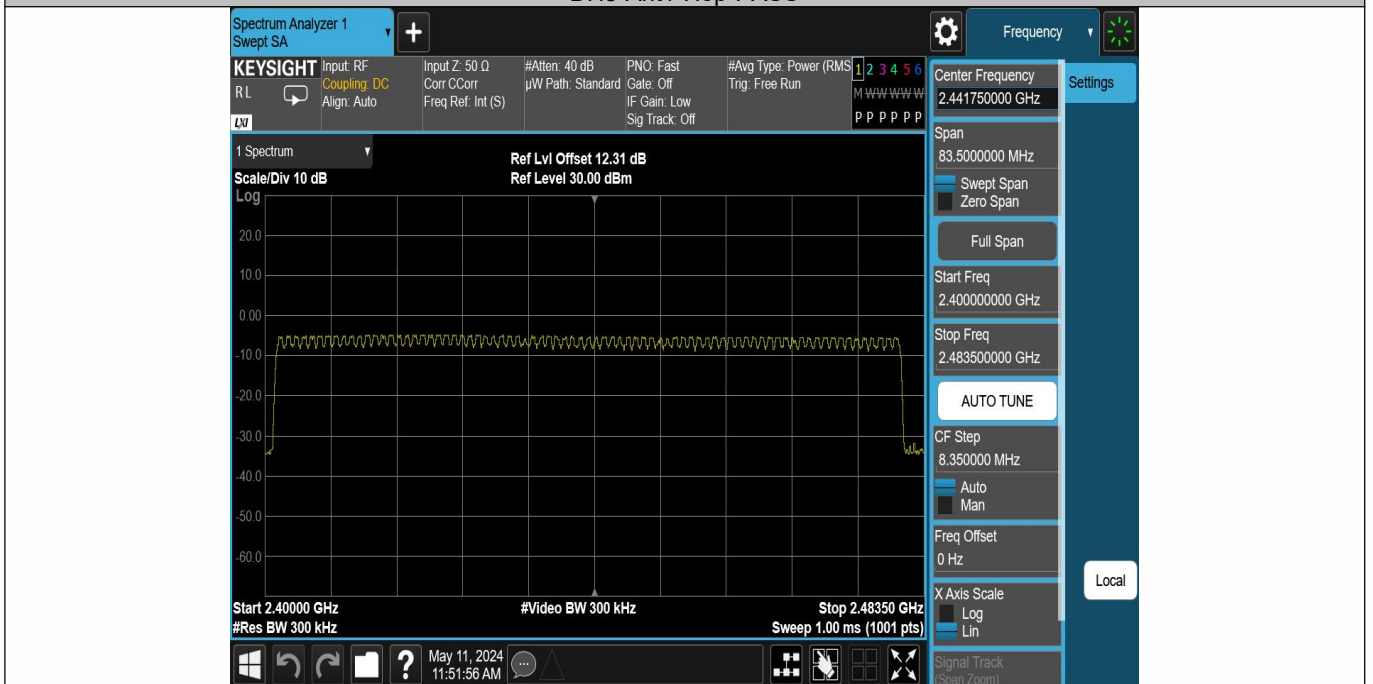 Spectrum Analyzer 1
Swept SA
+
Frequency
KEYSIGHT
Input: RF
Coupling: DC
Align: Auto
RL
LXI
Input Z: 50 Ω
Corr CCorr
Freq Ref: Int (S)
#Atten: 40 dB
µW Path: Standard
PNO: Fast
Gate: Off
IF Gain: Low
Sig Track: Off
#Avg Type: Power (RMS
Trig: Free Run
1 2 3 4 5 6
M W W W W W
P P P P P P
Center Frequency
2.441750000 GHz
Settings
Span
83.5000000 MHz
Swept Span
Zero Span
Full Span
Start Freq
2.400000000 GHz
Stop Freq
2.483500000 GHz
AUTO TUNE
CF Step
8.350000 MHz
Auto
Man
Freq Offset
0 Hz
X Axis Scale
Log
Lin
Signal Track
(Span Zoom)
Local
1 Spectrum
Scale/Div 10 dB
Ref Lvl Offset 12.31 dB
Ref Level 30.00 dBm
Log
20.0
10.0
0.00
-10.0
-20.0
-30.0
-40.0
-50.0
-60.0
Start 2.40000 GHz
#Video BW 300 kHz
Stop 2.48350 GHz
#Res BW 300 kHz
Sweep 1.00 ms (1001 pts)
?
May 11, 2024
11:51:56 AM